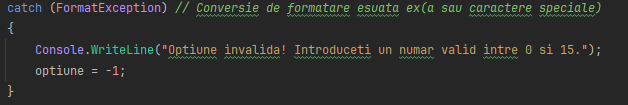 catch (FormatException) // Conversie de formatare esuata ex(a sau caractere speciale)
{
Console.WriteLine("Optiune invalida! Introduceti un numar valid intre 0 si 15.");
optiune = -1;
}